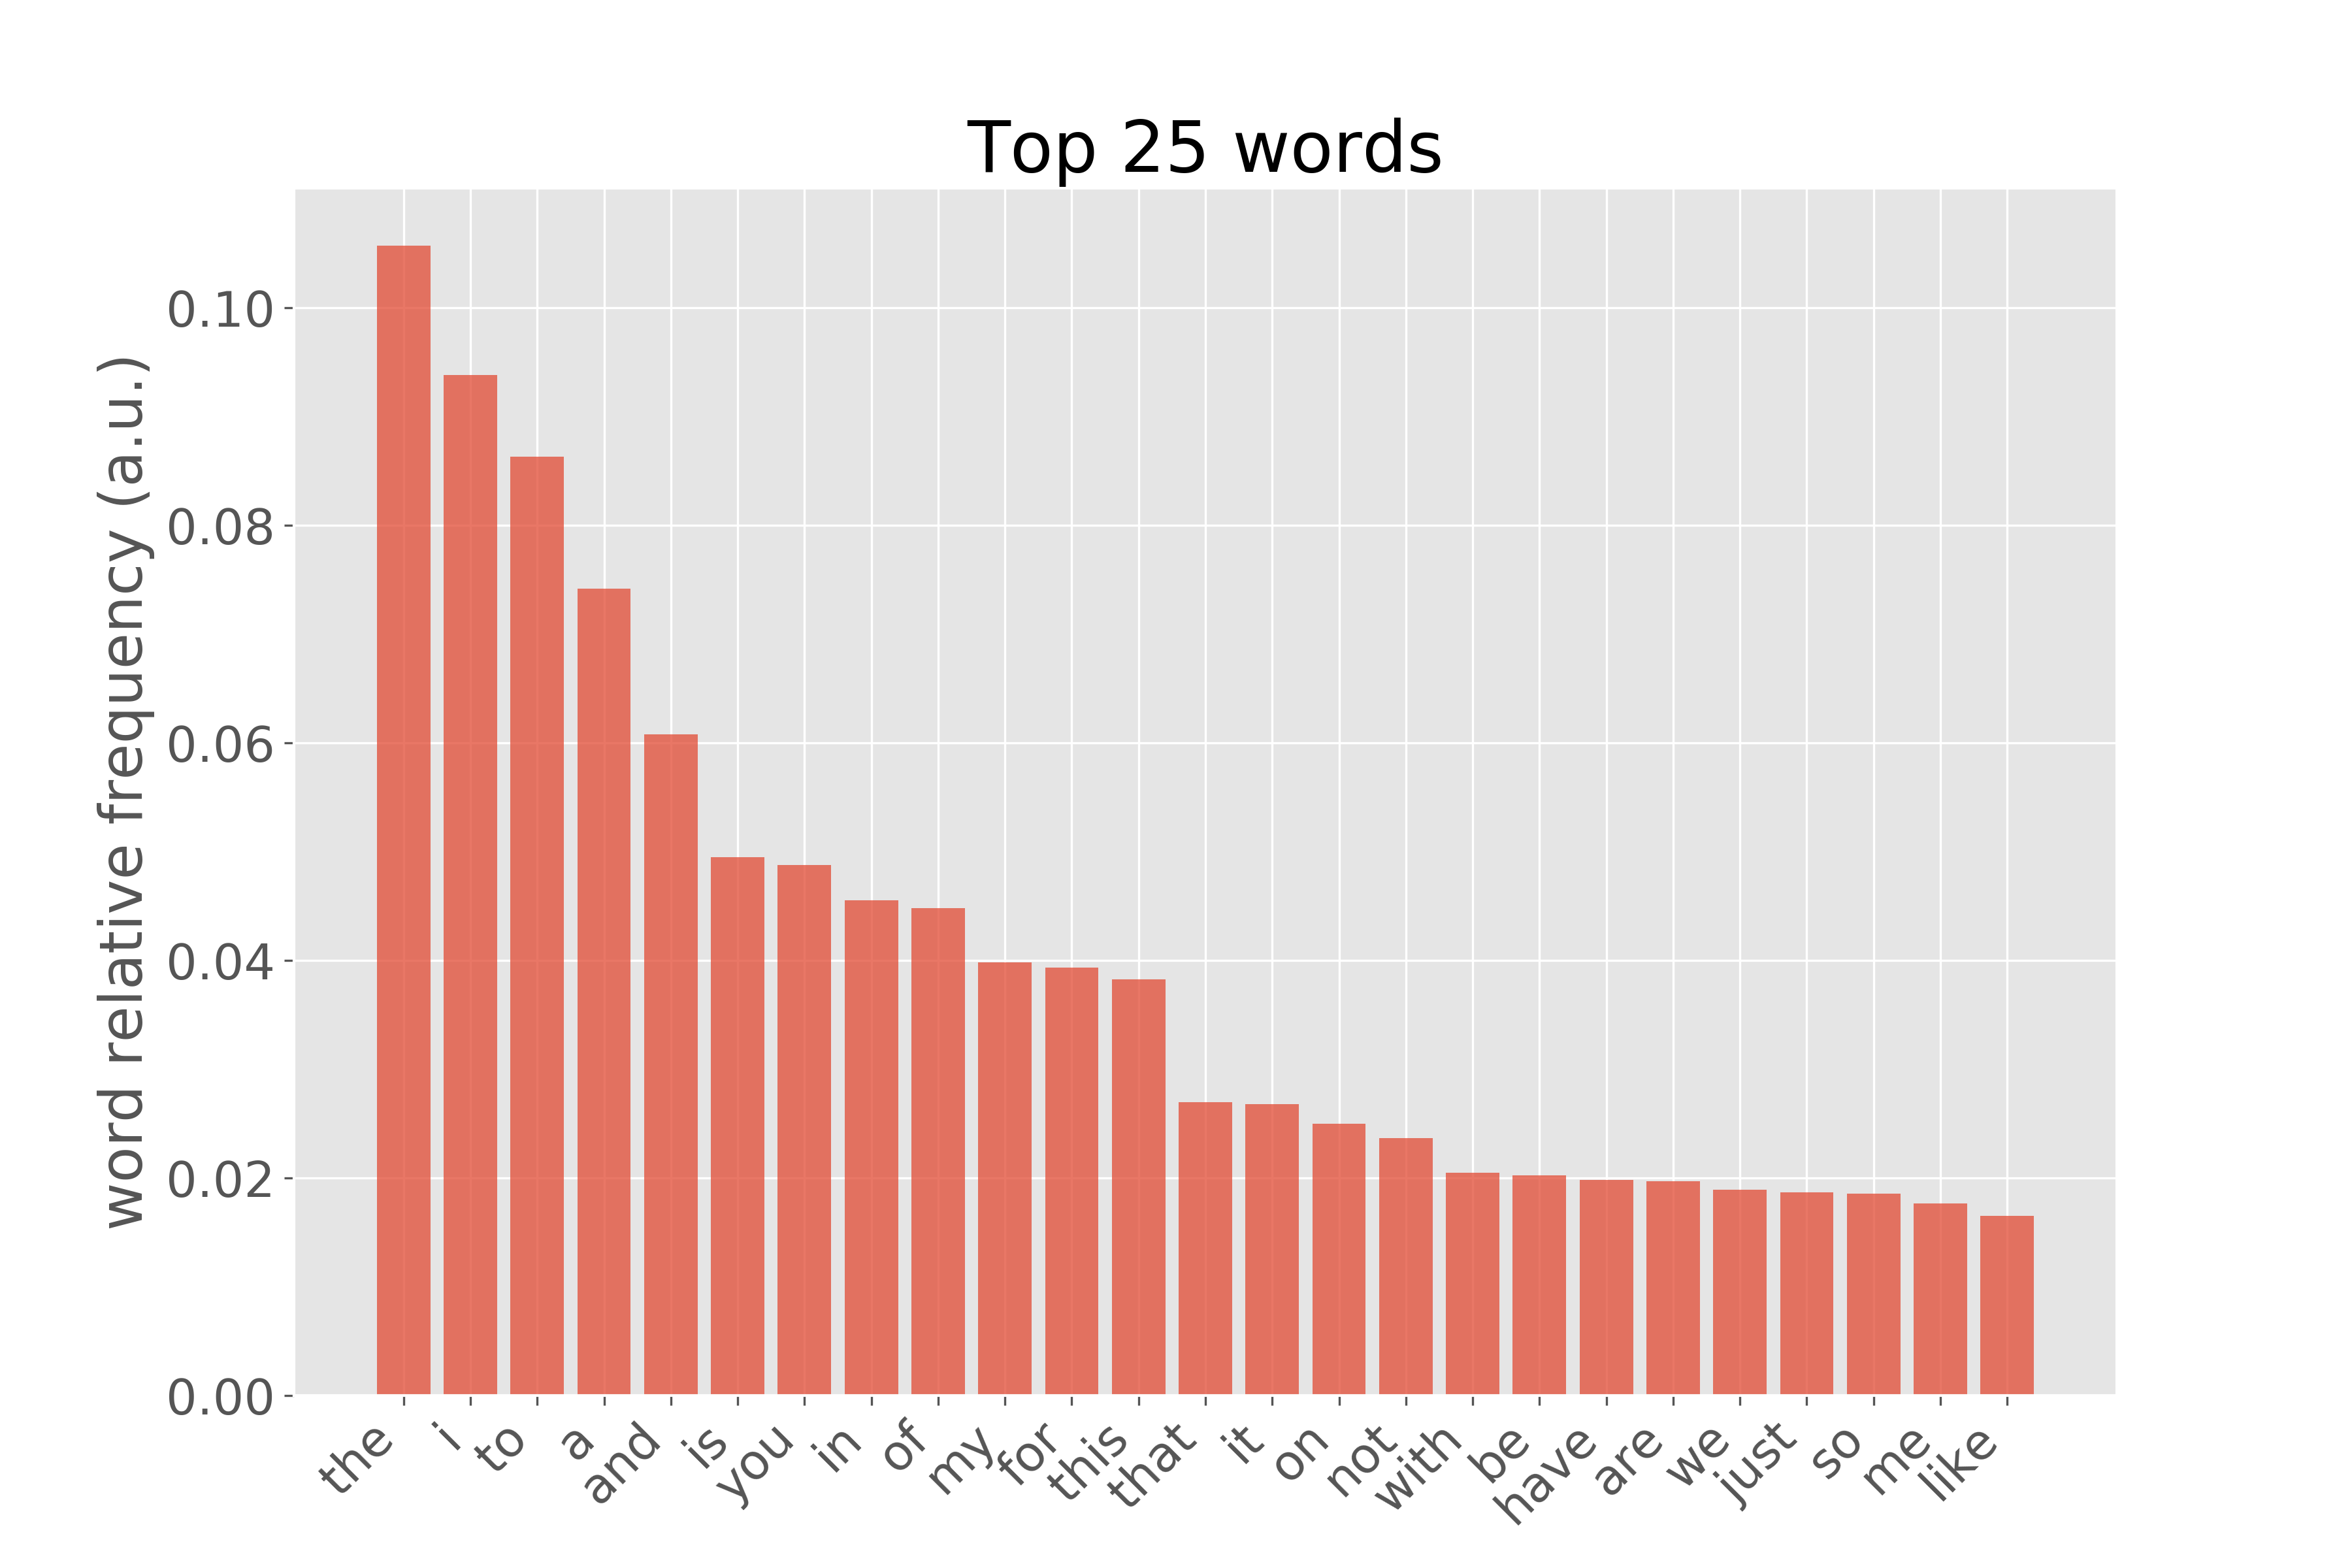 Top 25 words
word relative frequency (a.u.)
0.10
0.08
0.06
0.04
0.02
0.00
the
i
to
a
and
is
you
in
of
my
for
this
that
it
on
not
with
be
have
are
we
just
so
me
like